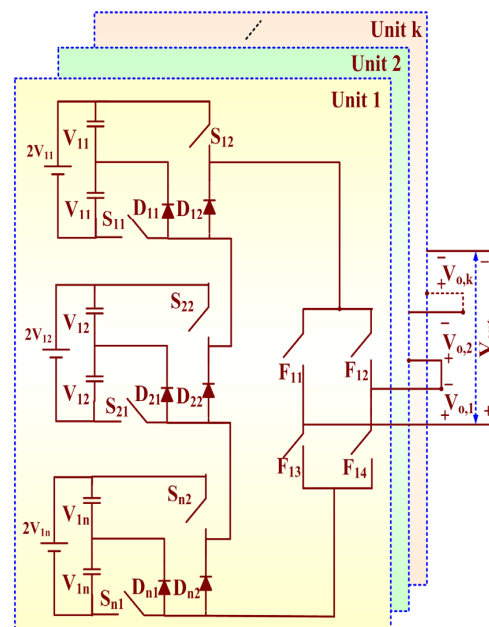 Unit k
Unit 2
Unit 1
2V₁₁
V₁₁
V₁₁
S₁₂
S₁₁
D₁₁
D₁₂
2V₁₂
V₁₂
V₁₂
S₂₂
S₂₁
D₂₁
D₂₂
2V₁ₙ
V₁ₙ
V₁ₙ
Sₙ₂
Sₙ₁
Dₙ₁
Dₙ₂
F₁₁
F₁₂
F₁₃
F₁₄
− Vo,k +
− Vo,2 +
− Vo,1 +
−
+